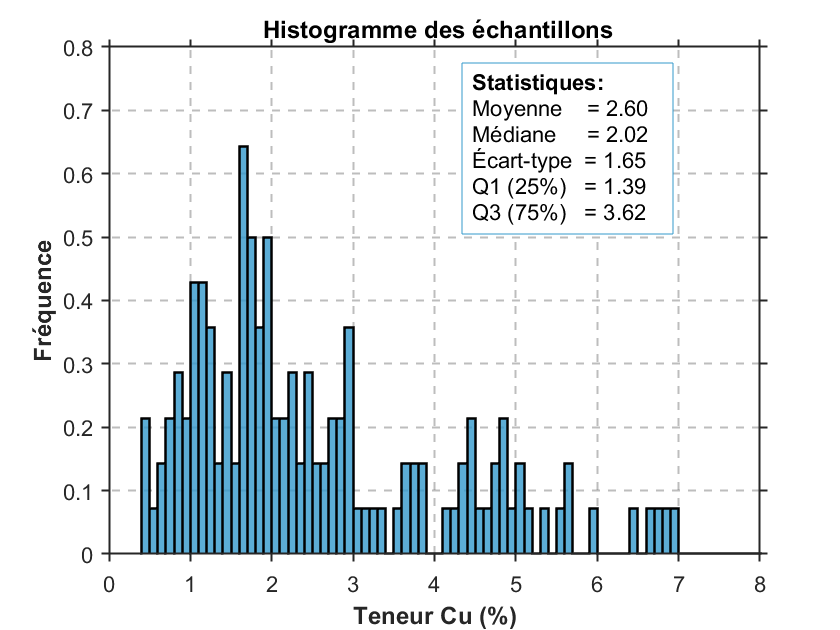 Histogramme des échantillons
Statistiques:
Moyenne = 2.60
Médiane = 2.02
Écart-type = 1.65
Q1 (25%) = 1.39
Q3 (75%) = 3.62
Fréquence
0.8
0.7
0.6
0.5
0.4
0.3
0.2
0.1
0
0 1 2 3 4 5 6 7 8
Teneur Cu (%)